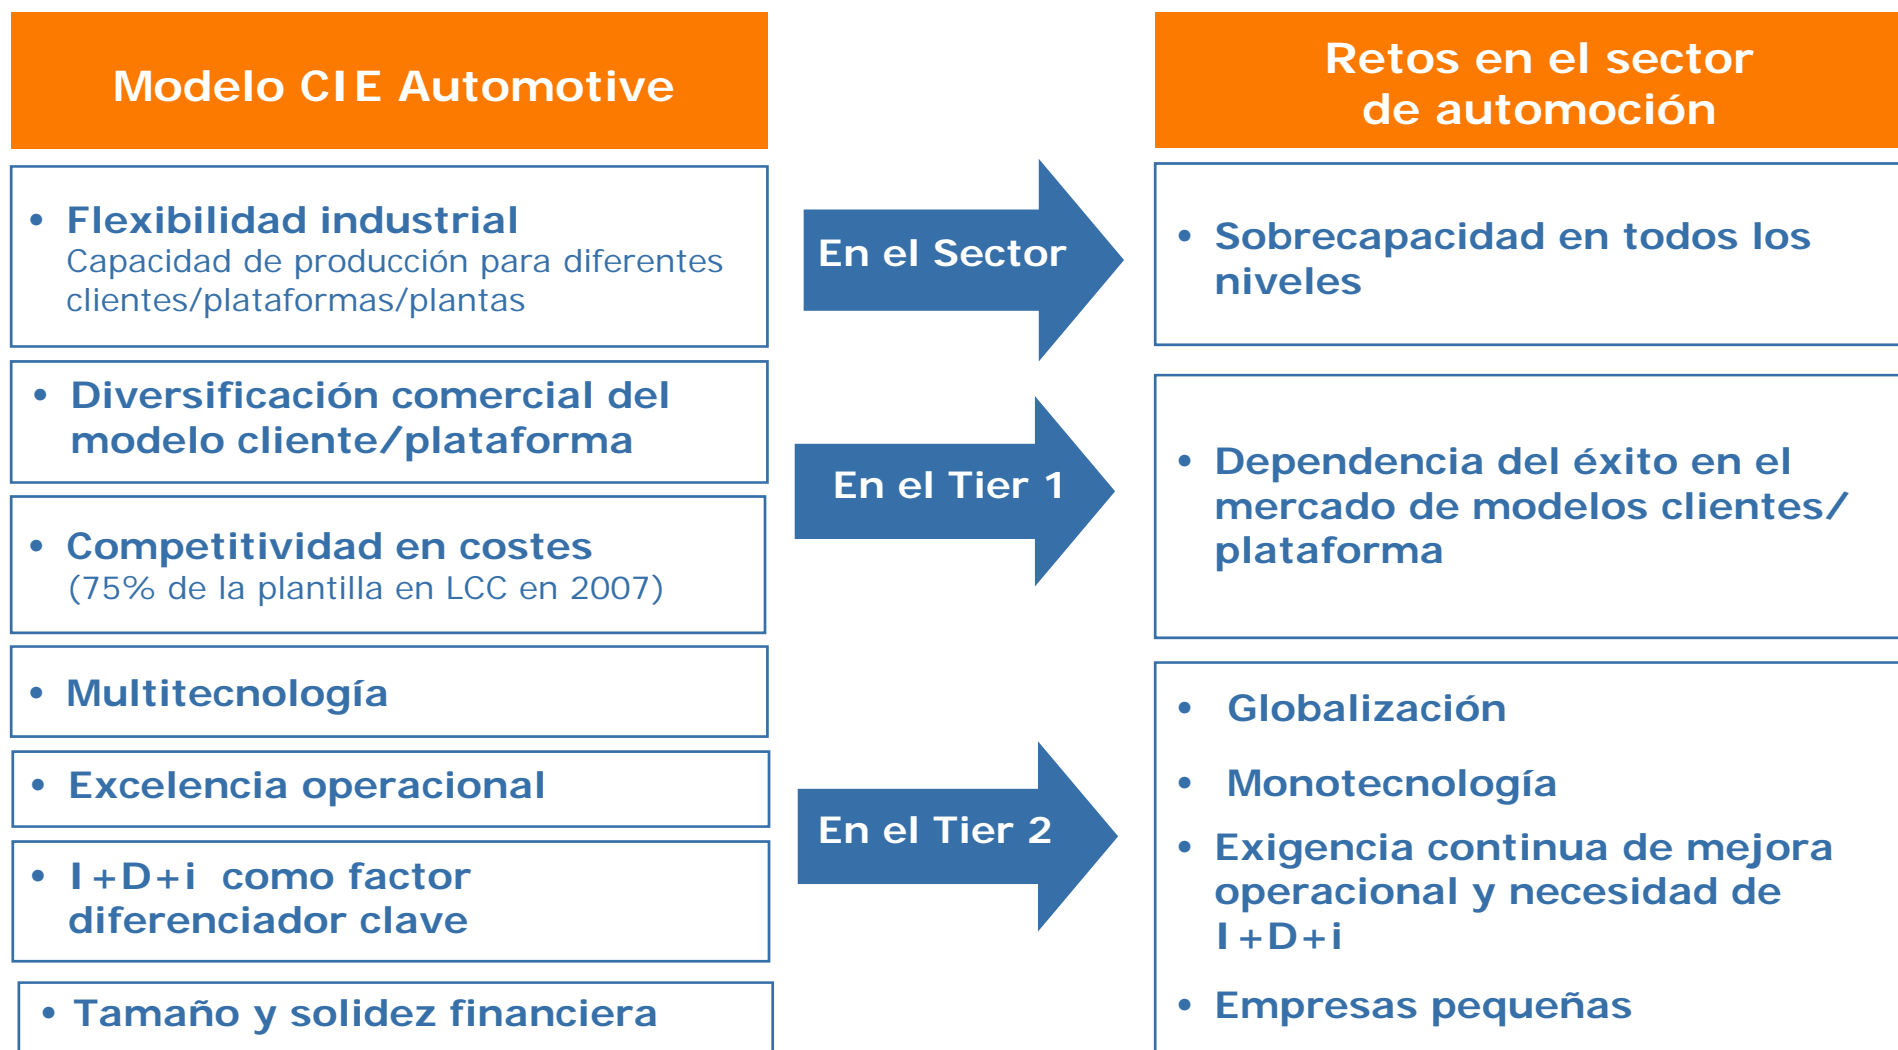 Modelo CIE Automotive
• Flexibilidad industrial
Capacidad de producción para diferentes
clientes/plataformas/plantas
• Diversificación comercial del
modelo cliente/plataforma
• Competitividad en costes
(75% de la plantilla en LCC en 2007)
• Multitecnología
• Excelencia operacional
• I+D+i como factor
diferenciador clave
• Tamaño y solidez financiera
En el Sector
En el Tier 1
En el Tier 2
Retos en el sector
de automoción
• Sobrecapacidad en todos los
niveles
• Dependencia del éxito en el
mercado de modelos clientes/
plataforma
• Globalización
• Monotecnología
• Exigencia continua de mejora
operacional y necesidad de
I+D+i
• Empresas pequeñas